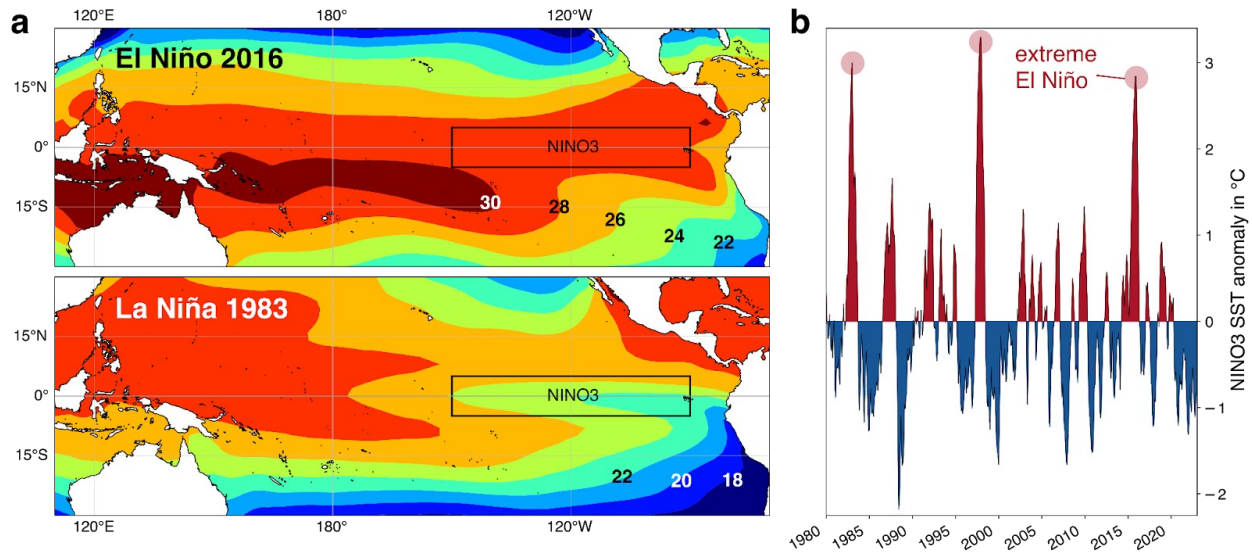 a
120°E 180° 120°W
El Niño 2016
15°N
0°
15°S
NINO3
30
28
26
24
22
La Niña 1983
15°N
0°
15°S
NINO3
22
20
18
120°E 180° 120°W
b
extreme
El Niño
3
2
1
0
−1
−2
NINO3 SST anomaly in °C
1980 1985 1990 1995 2000 2005 2010 2015 2020